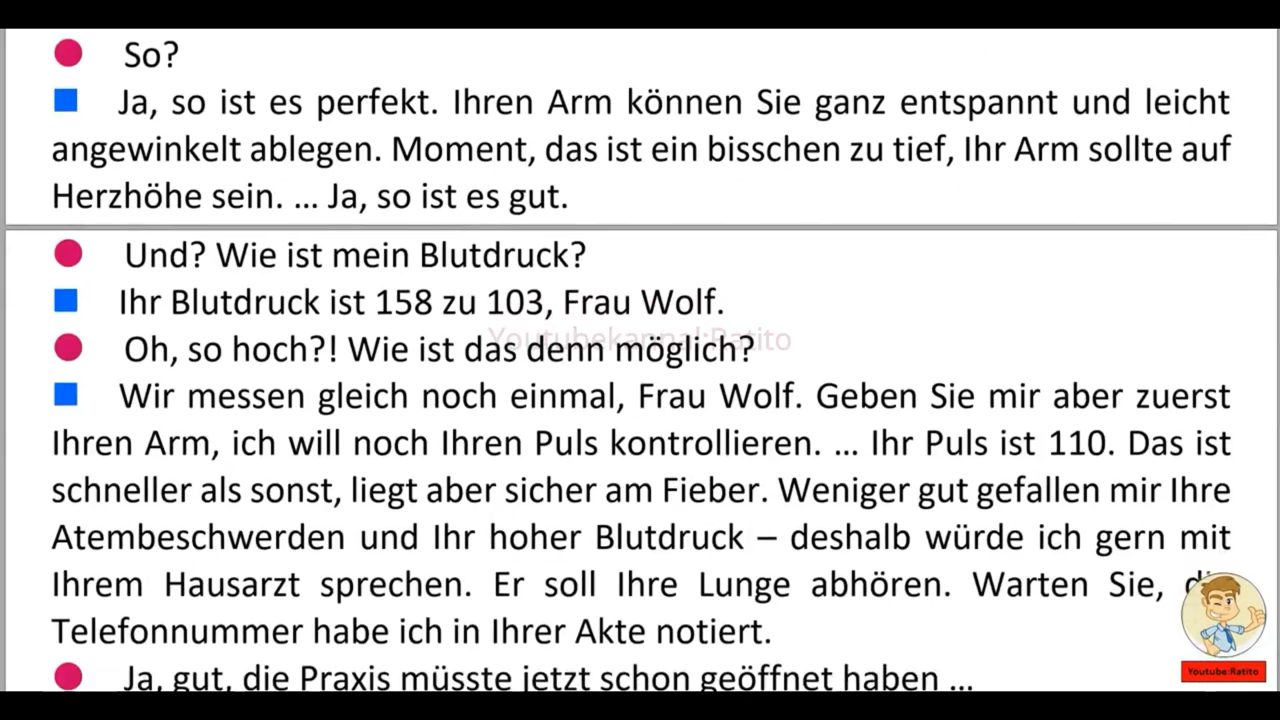 So?
Ja, so ist es perfekt. Ihren Arm können Sie ganz entspannt und leicht
angewinkelt ablegen. Moment, das ist ein bisschen zu tief, Ihr Arm sollte auf
Herzhöhe sein. ... Ja, so ist es gut.
Und? Wie ist mein Blutdruck?
Ihr Blutdruck ist 158 zu 103, Frau Wolf.
Youtubekannal:Ratito
Oh, so hoch?! Wie ist das denn möglich?
Wir messen gleich noch einmal, Frau Wolf. Geben Sie mir aber zuerst
Ihren Arm, ich will noch Ihren Puls kontrollieren. ... Ihr Puls ist 110. Das ist
schneller als sonst, liegt aber sicher am Fieber. Weniger gut gefallen mir Ihre
Atembeschwerden und Ihr hoher Blutdruck – deshalb würde ich gern mit
Ihrem Hausarzt sprechen. Er soll Ihre Lunge abhören. Warten Sie,
Telefonnummer habe ich in Ihrer Akte notiert.
Youtube:Ratito
Ja, gut, die Praxis müsste jetzt schon geöffnet haben ...